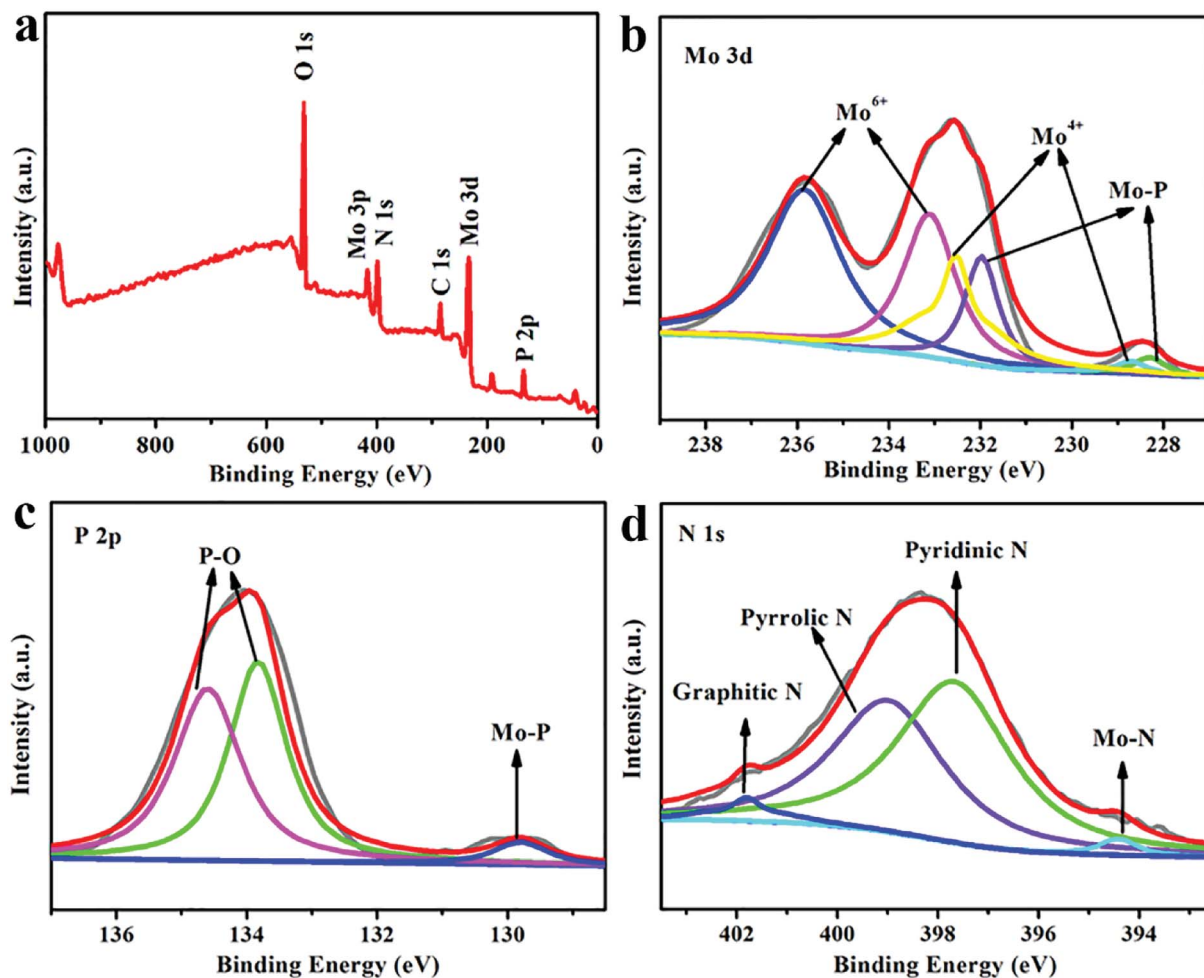 a
O 1s
Mo 3p
N 1s
C 1s
Mo 3d
P 2p
Intensity (a.u.)
1000 800 600 400 200 0
Binding Energy (eV)
b
Mo 3d
Mo⁶⁺
Mo⁴⁺
Mo-P
Intensity (a.u.)
238 236 234 232 230 228
Binding Energy (eV)
c
P 2p
P-O
Mo-P
Intensity (a.u.)
136 134 132 130
Binding Energy (eV)
d
N 1s
Pyridinic N
Pyrrolic N
Graphitic N
Mo-N
Intensity (a.u.)
402 400 398 396 394
Binding Energy (eV)